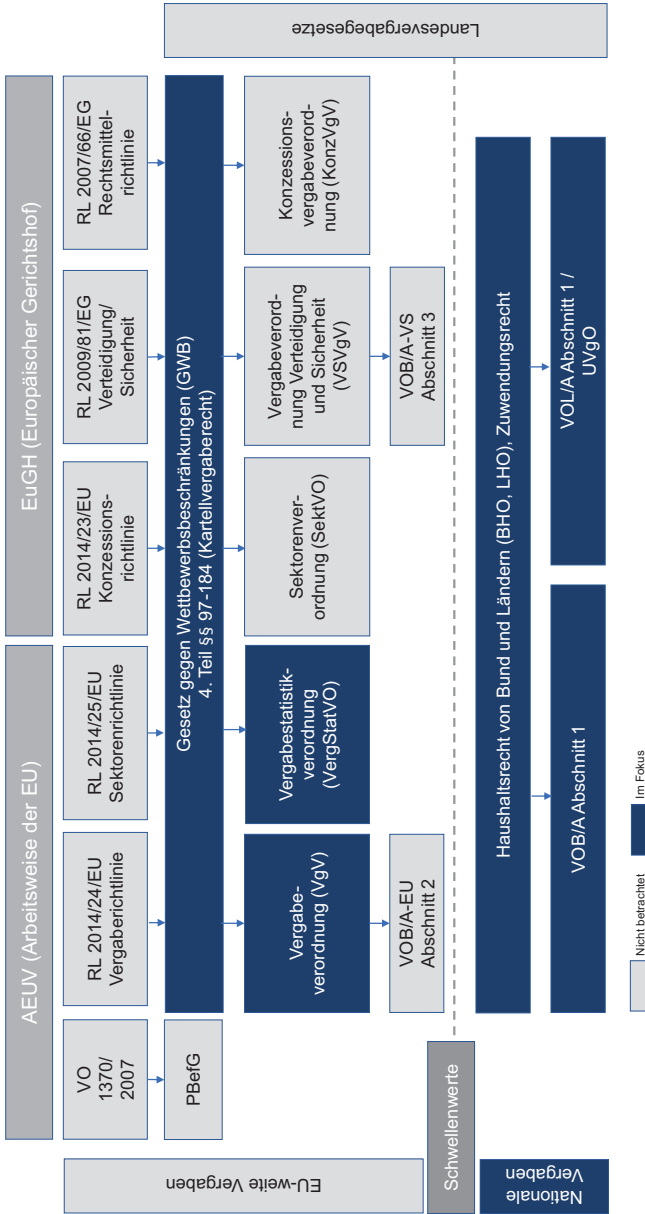 AEUV (Arbeitsweise der EU)
EuGH (Europäischer Gerichtshof)
VO
1370/
2007
RL 2014/24/EU
Vergaberichtlinie
RL 2014/25/EU
Sektorenrichtlinie
RL 2014/23/EU
Konzessions-
richtlinie
RL 2009/81/EG
Verteidigung/
Sicherheit
RL 2007/66/EG
Rechtsmittel-
richtlinie
EU-weite Vergaben
PBefG
Gesetz gegen Wettbewerbsbeschränkungen (GWB)
4. Teil §§ 97-184 (Kartellvergaberecht)
Landesvergabegesetze
Vergabe-
verordnung (VgV)
Vergabestatistik-
verordnung
(VergStatVO)
Sektorenver-
ordnung (SektVO)
Vergabeverord-
nung Verteidigung
und Sicherheit
(VSVgV)
Konzessions-
vergabeverord-
nung (KonzVgV)
VOB/A-EU
Abschnitt 2
VOB/A-VS
Abschnitt 3
Schwellenwerte
Nationale
Vergaben
Haushaltsrecht von Bund und Ländern (BHO, LHO), Zuwendungsrecht
VOB/A Abschnitt 1
VOL/A Abschnitt 1 /
UVgO
Nicht betrachtet
Im Fokus